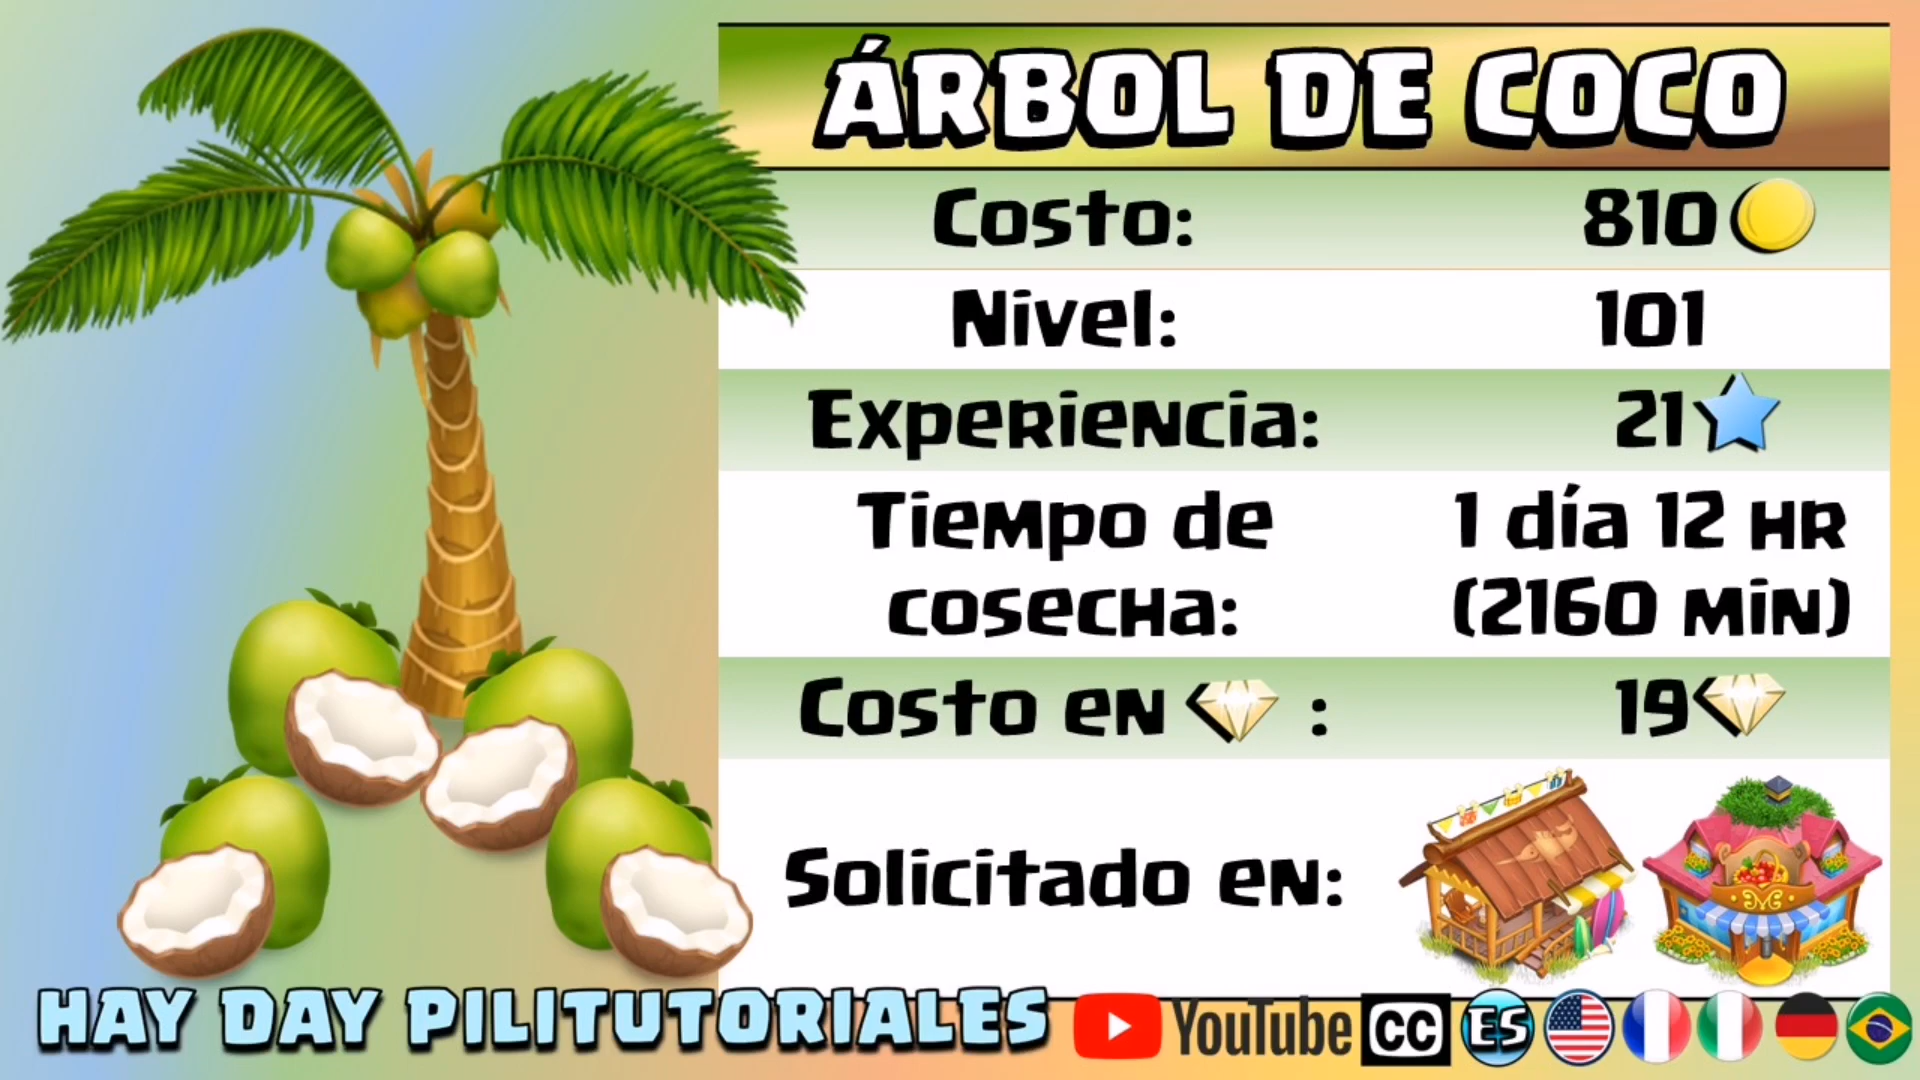 ÁRBOL DE COCO
Costo: 810
Nivel: 101
Experiencia: 21
Tiempo de cosecha: 1 día 12 hr (2160 min)
Costo en : 19
Solicitado en:
HAY DAY PILITUTORIALES YouTube CC ES